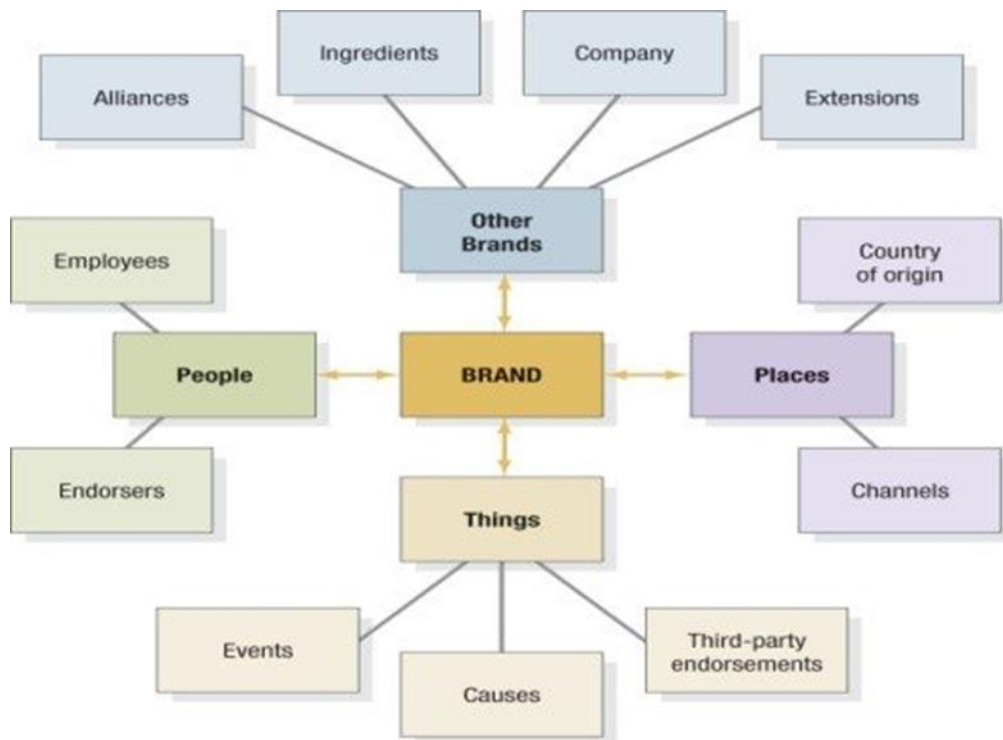 Ingredients
Company
Alliances
Extensions
Other
Brands
Employees
Country
of origin
People
BRAND
Places
Endorsers
Channels
Things
Events
Causes
Third-party
endorsements